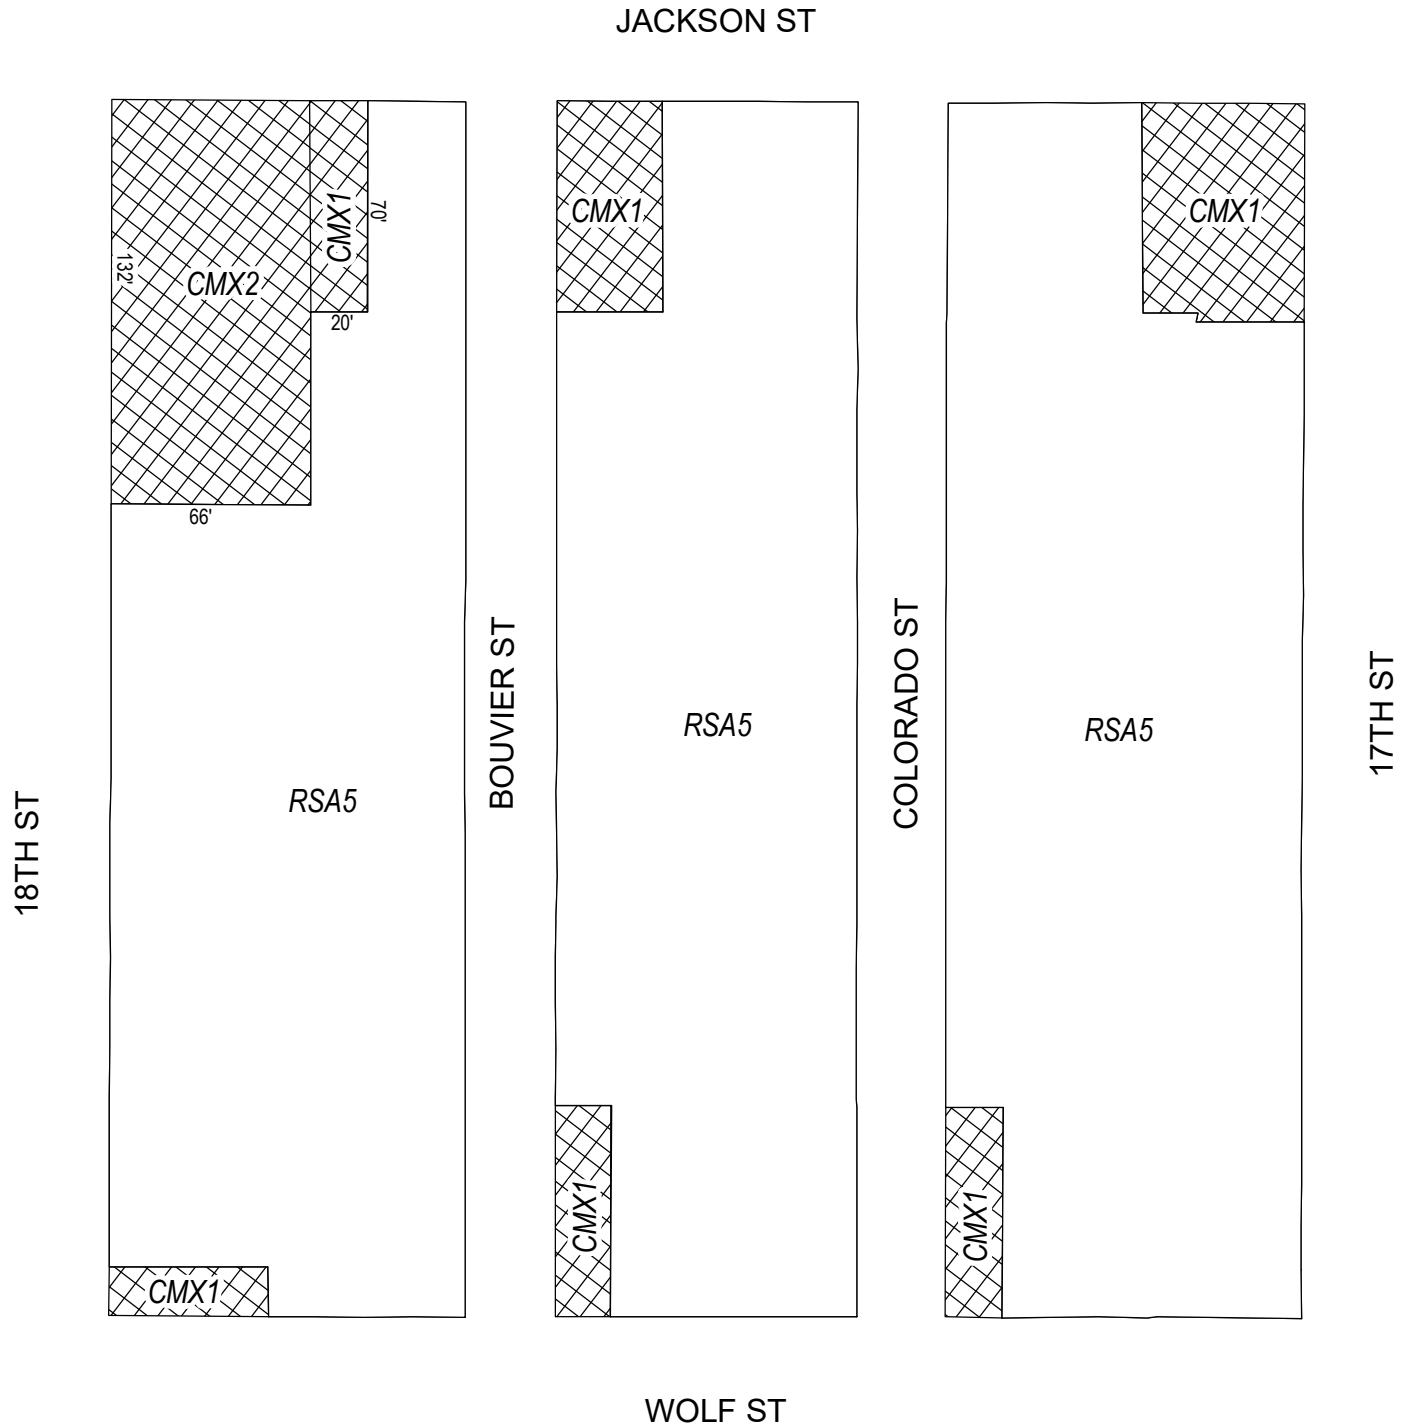 JACKSON ST
CMX1
CMX1
CMX1
70'
132'
CMX2
20'
66'
BOUVIER ST
COLORADO ST
17TH ST
18TH ST
RSA5
RSA5
RSA5
CMX1
CMX1
CMX1
WOLF ST